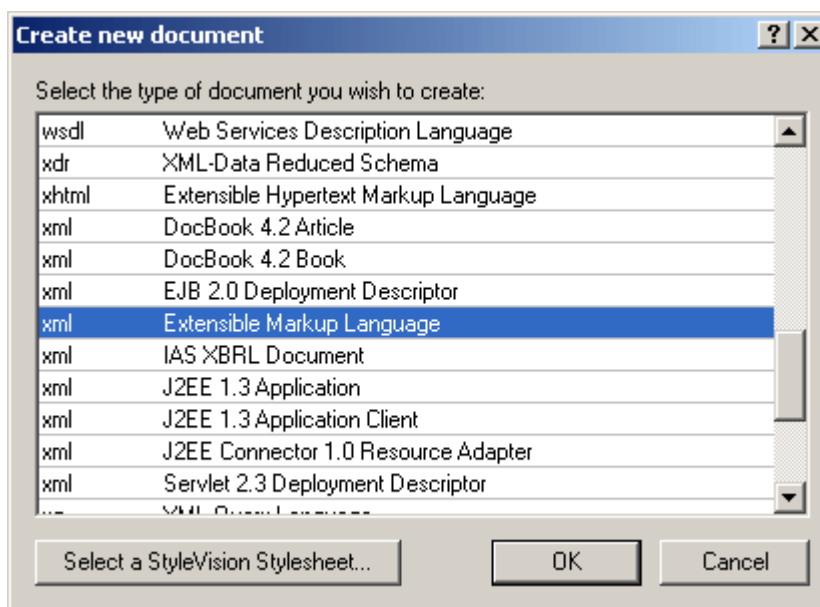 Create new document
Select the type of document you wish to create:
wsdl Web Services Description Language
xdr XML-Data Reduced Schema
xhtml Extensible Hypertext Markup Language
xml DocBook 4.2 Article
xml DocBook 4.2 Book
xml EJB 2.0 Deployment Descriptor
xml Extensible Markup Language
xml IAS XBRL Document
xml J2EE 1.3 Application
xml J2EE 1.3 Application Client
xml J2EE Connector 1.0 Resource Adapter
xml Servlet 2.3 Deployment Descriptor
XML Query Language
Select a StyleVision Stylesheet... OK Cancel